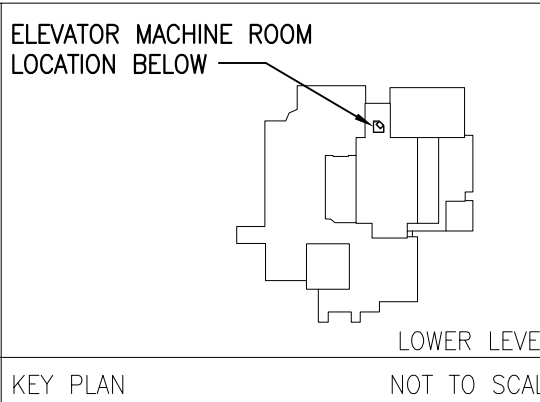 ELEVATOR MACHINE ROOM
LOCATION BELOW
LOWER LEVE
KEY PLAN
NOT TO SCAL